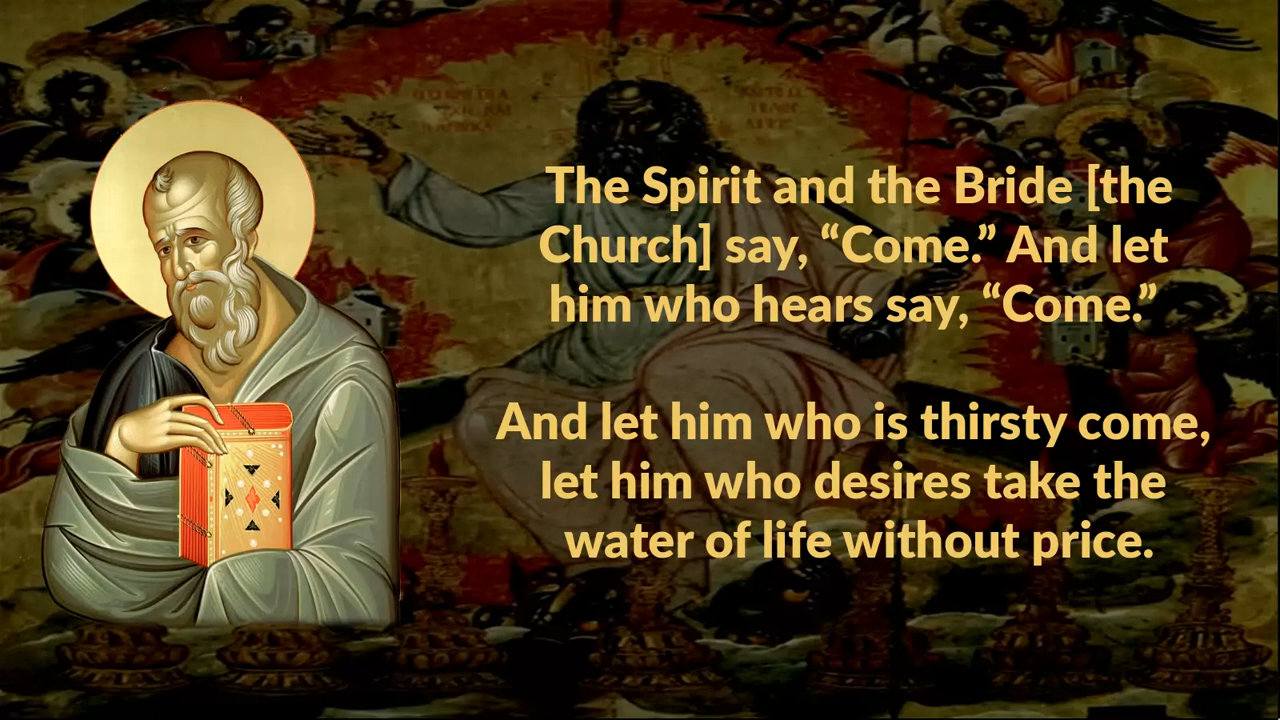 The Spirit and the Bride [the
Church] say, “Come.” And let
him who hears say, “Come.”
And let him who is thirsty come,
let him who desires take the
water of life without price.